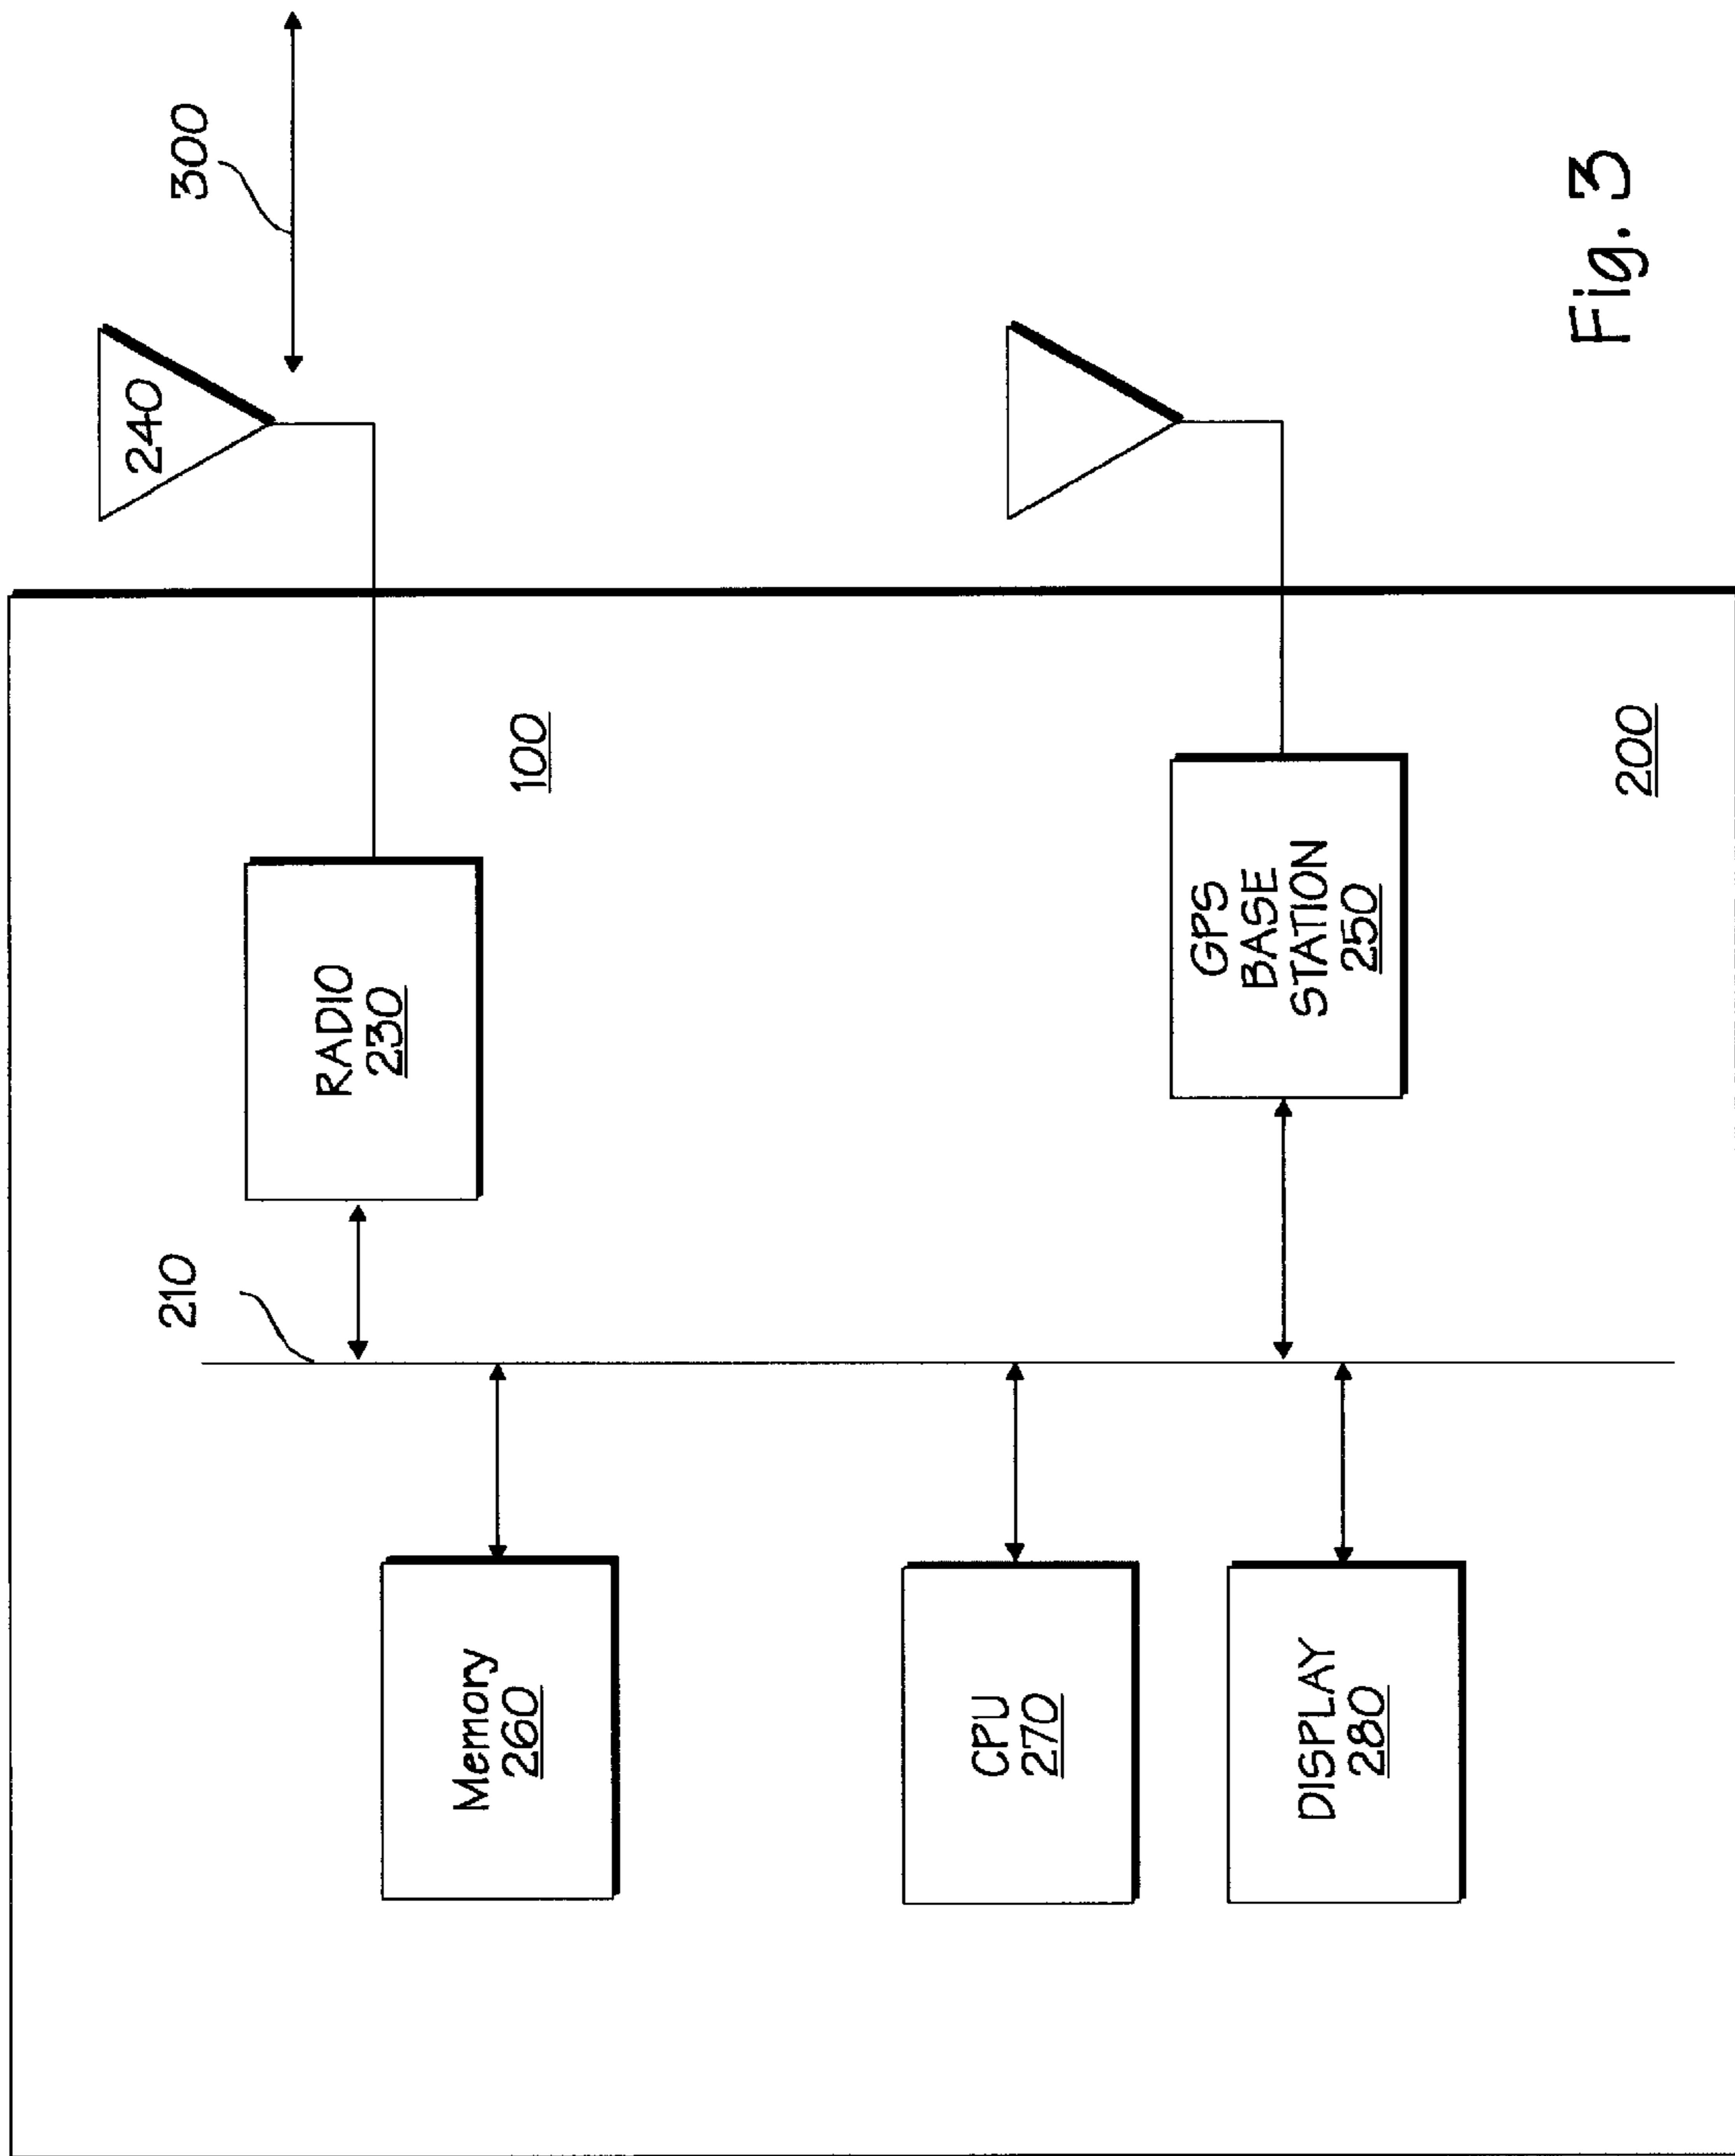 210
240
300
RADIO
230
Memory
260
100
CPU
270
GPS
BASE
STATION
250
DISPLAY
280
200
Fig. 3